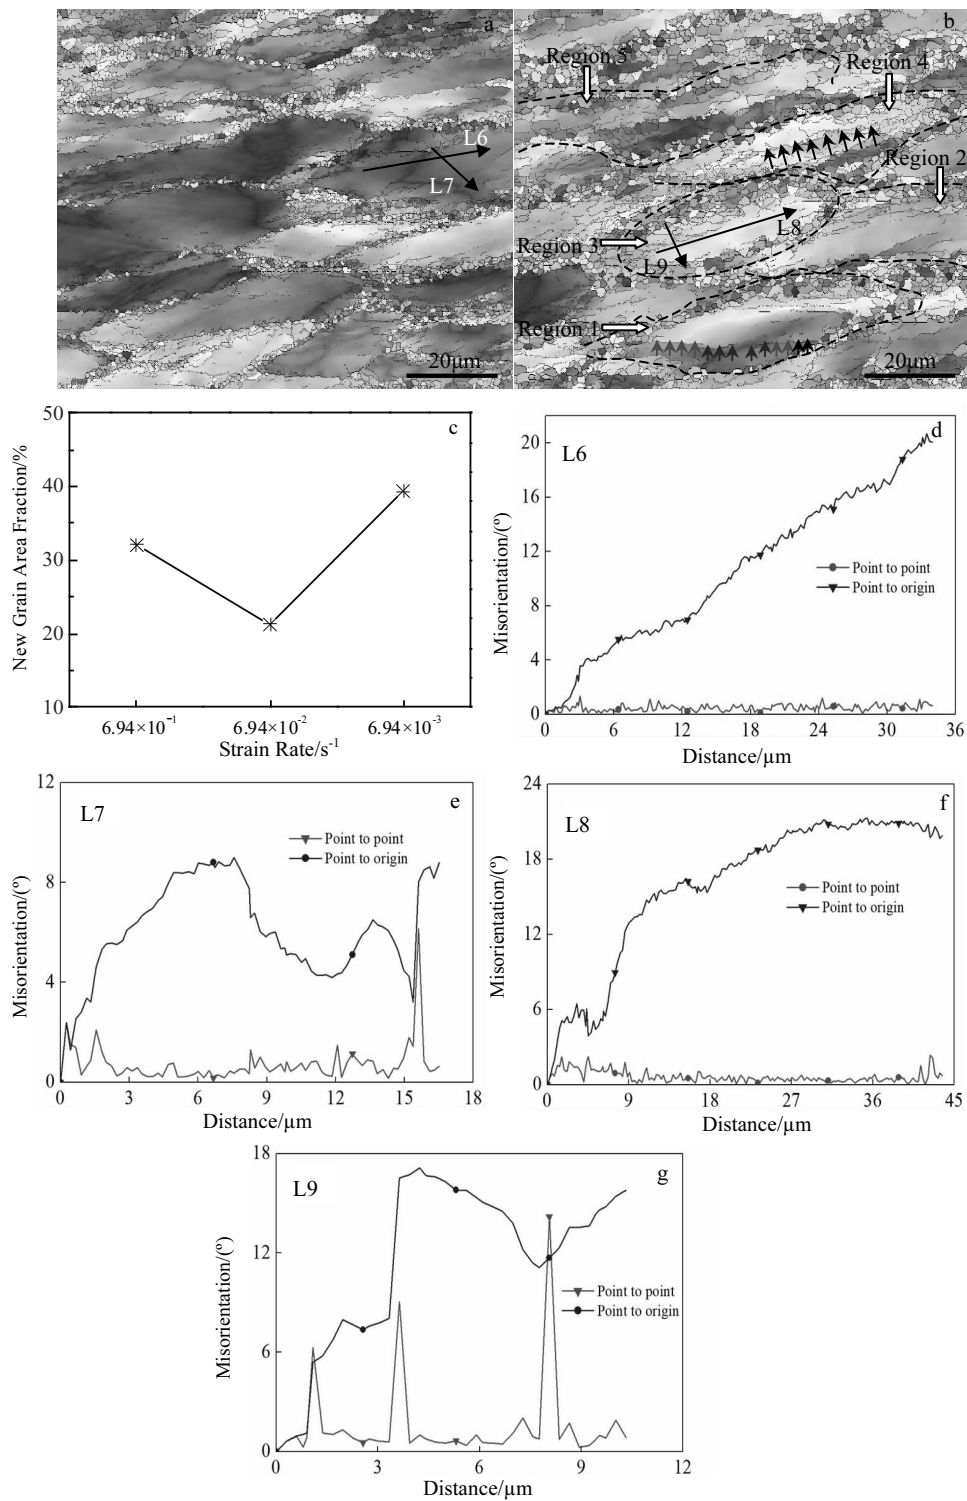 a
L6
L7
20μm
b
Region 5
Region 4
Region 2
Region 3
L8
L9
Region 1
20μm
c
New Grain Area Fraction/%
50
40
30
20
10
6.94×10⁻¹
6.94×10⁻²
6.94×10⁻³
Strain Rate/s⁻¹
d
L6
Misorientation/(º)
20
16
12
8
4
0
Point to point
Point to origin
0 6 12 18 24 30 36
Distance/μm
e
L7
Misorientation/(º)
12
8
4
0
Point to point
Point to origin
0 3 6 9 12 15 18
Distance/μm
f
L8
Misorientation/(º)
24
18
12
6
0
Point to point
Point to origin
0 9 18 27 36 45
Distance/μm
g
L9
Misorientation/(º)
18
12
6
0
Point to point
Point to origin
0 3 6 9 12
Distance/μm